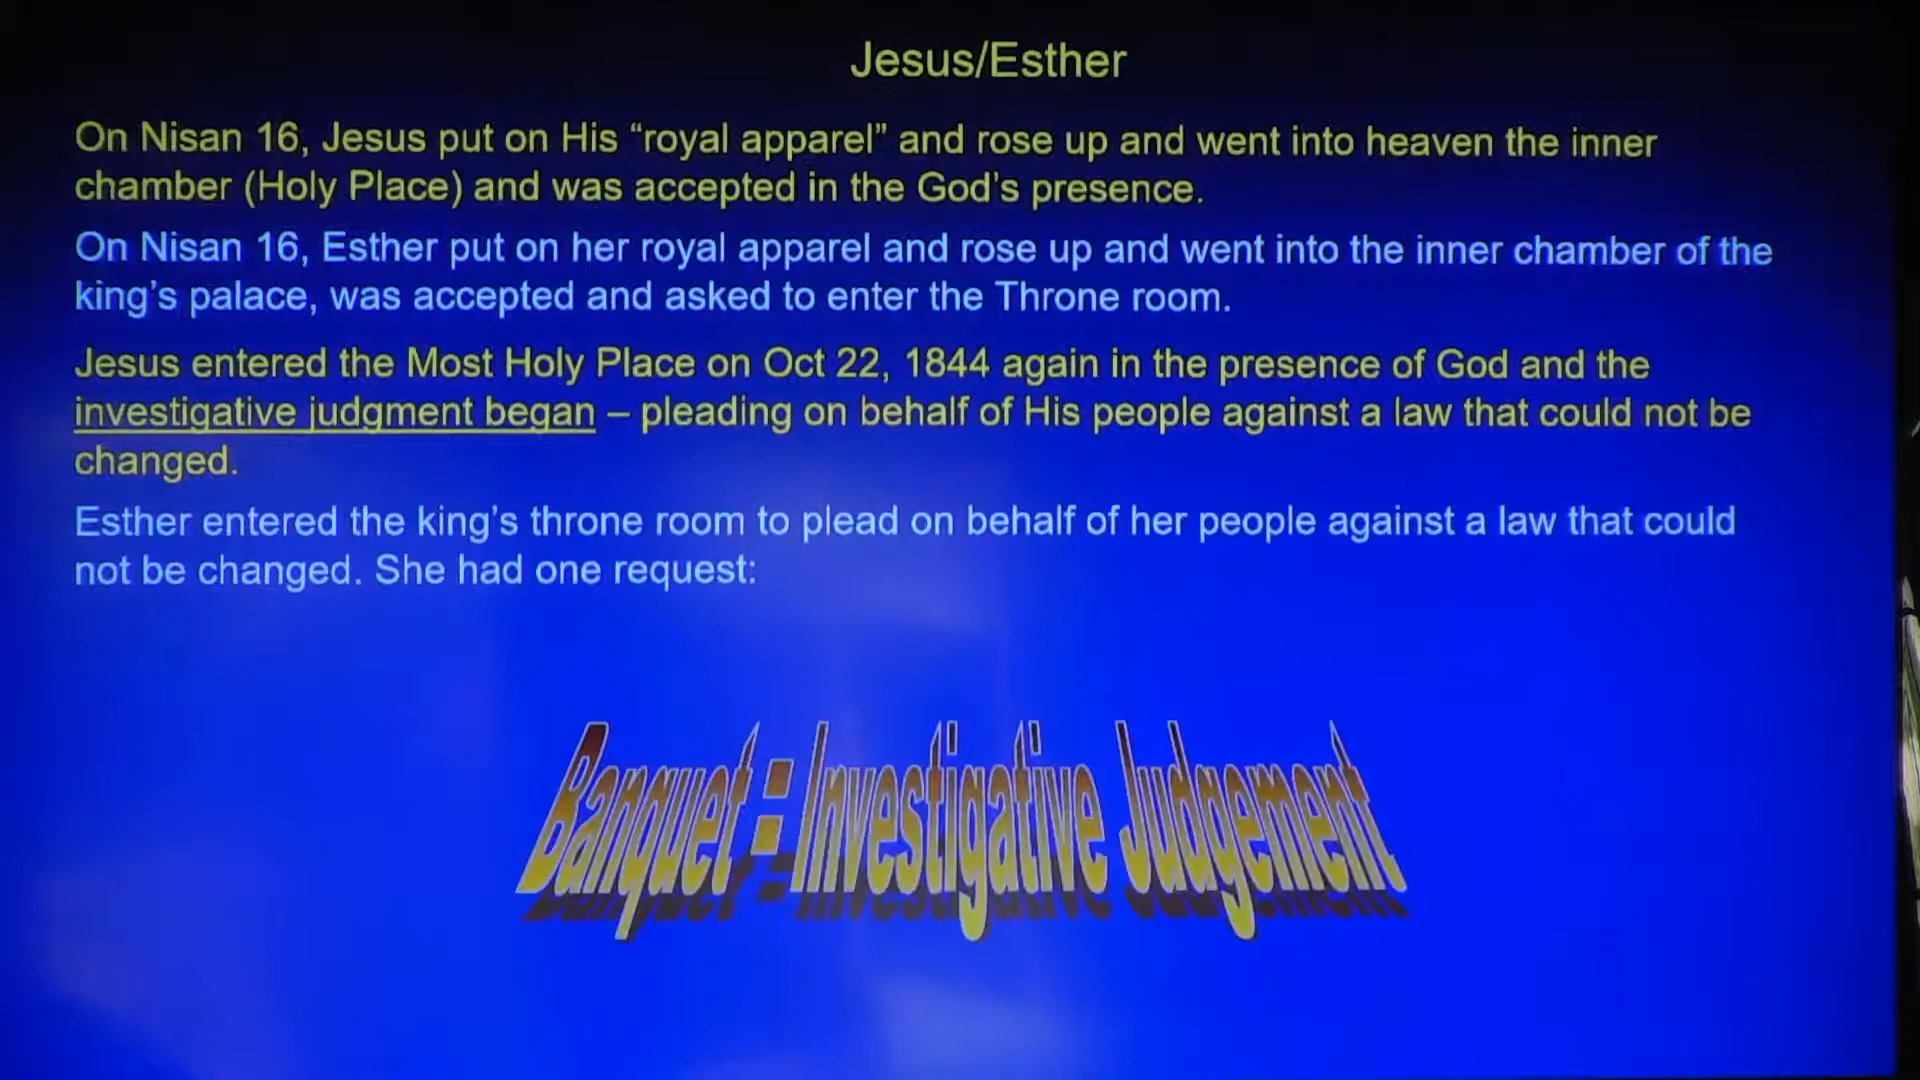 Jesus/Esther
On Nisan 16, Jesus put on His “royal apparel” and rose up and went into heaven the inner
chamber (Holy Place) and was accepted in the God’s presence.
On Nisan 16, Esther put on her royal apparel and rose up and went into the inner chamber of the
king’s palace, was accepted and asked to enter the Throne room.
Jesus entered the Most Holy Place on Oct 22, 1844 again in the presence of God and the
investigative judgment began – pleading on behalf of His people against a law that could not be
changed.
Esther entered the king’s throne room to plead on behalf of her people against a law that could
not be changed. She had one request:
Banquet = Investigative Judgement